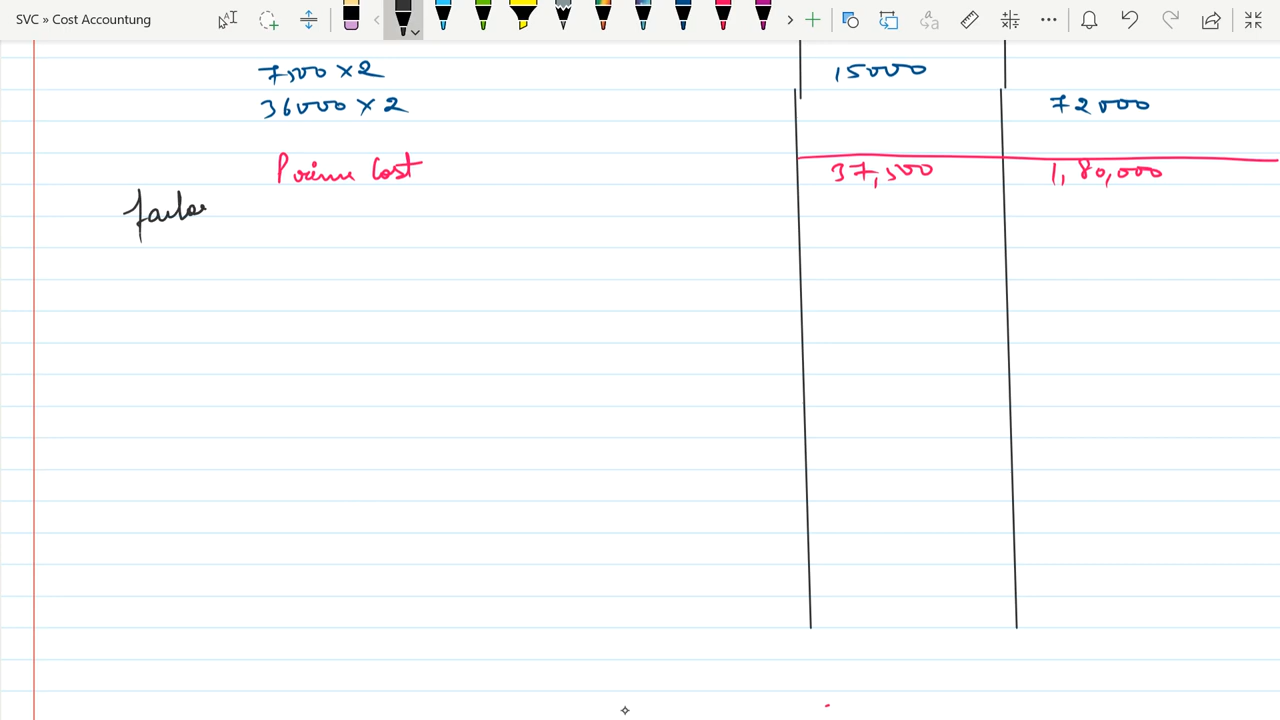 SVC » Cost Accountung
7500 × 2 15000
36000 × 2 72000
Prime Cost 37,500 1,80,000